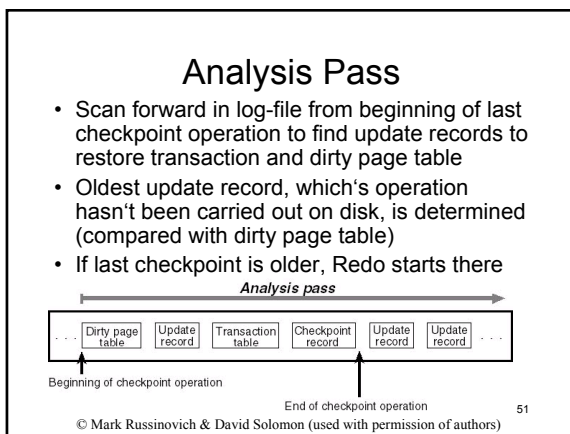 Analysis Pass
• Scan forward in log-file from beginning of last
checkpoint operation to find update records to
restore transaction and dirty page table
• Oldest update record, which‘s operation
hasn‘t been carried out on disk, is determined
(compared with dirty page table)
• If last checkpoint is older, Redo starts there
Analysis pass
. . . Dirty page table Update record Transaction table Checkpoint record Update record Update record . . .
Beginning of checkpoint operation
End of checkpoint operation
51
© Mark Russinovich & David Solomon (used with permission of authors)